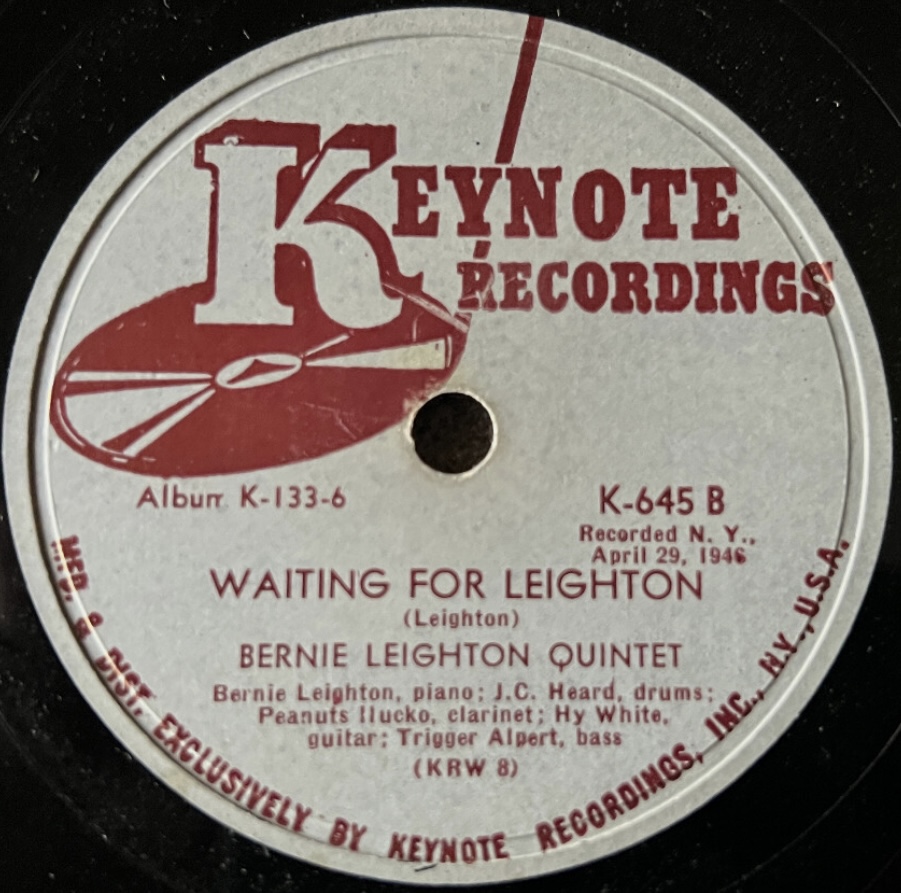 KEYNOTE
RECORDINGS
Album K-133-6
K-645 B
Recorded N. Y.,
April 29, 1946
WAITING FOR LEIGHTON
(Leighton)
BERNIE LEIGHTON QUINTET
Bernie Leighton, piano; J.C. Heard, drums;
Peanuts Hucko, clarinet; Hy White,
guitar; Trigger Alpert, bass
(KRW 8)
MFD. & DIST. EXCLUSIVELY BY KEYNOTE RECORDINGS, INC., N.Y., U.S.A.